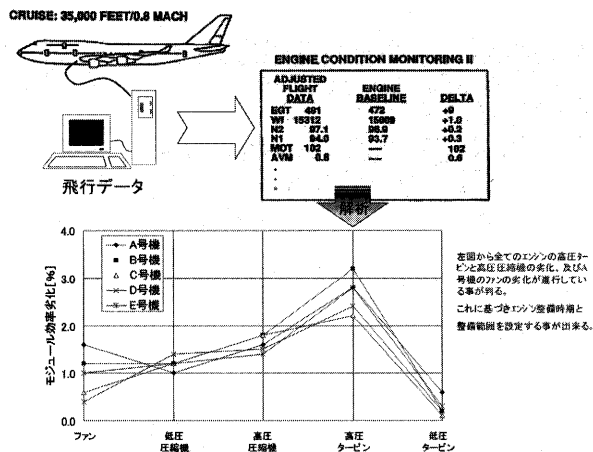 CRUISE: 35,000 FEET/0.8 MACH
飛行データ
ENGINE CONDITION MONITORING II
ADJUSTED
FLIGHT ENGINE
DATA BASELINE DELTA
EGT 481 472 +9
Wf 15312 +1.0
N2 97.1 96.9 +0.2
N1 94.0 93.7 +0.3
MOT 102 — 102
AVM 0.6 — 0.6
解析
モジュール効率劣化[%]
4.0
3.0
2.0
1.0
0.0
A号機
B号機
C号機
D号機
E号機
ファン
低圧
圧縮機
高圧
圧縮機
高圧
タービン
低圧
タービン
左図から全てのエンジンの高圧ター
ビンと高圧圧縮機の劣化、及びA
号機のファンの劣化が進行してい
る事が判る。
これに基づきエンジン整備時期と
整備範囲を設定する事が出来る。